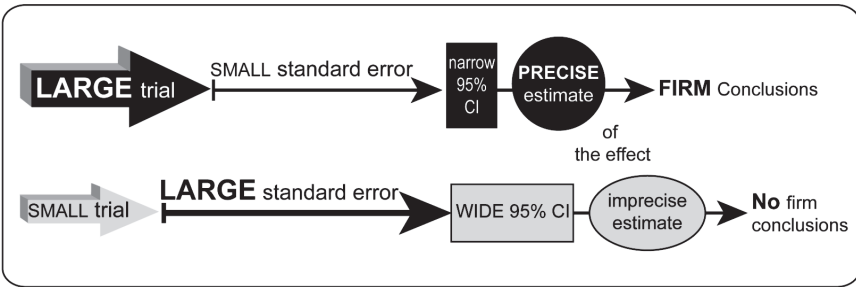 LARGE trial
SMALL standard error
narrow
95%
CI
PRECISE
estimate
FIRM Conclusions
of
the effect
SMALL trial
LARGE standard error
WIDE 95% CI
imprecise
estimate
No firm
conclusions